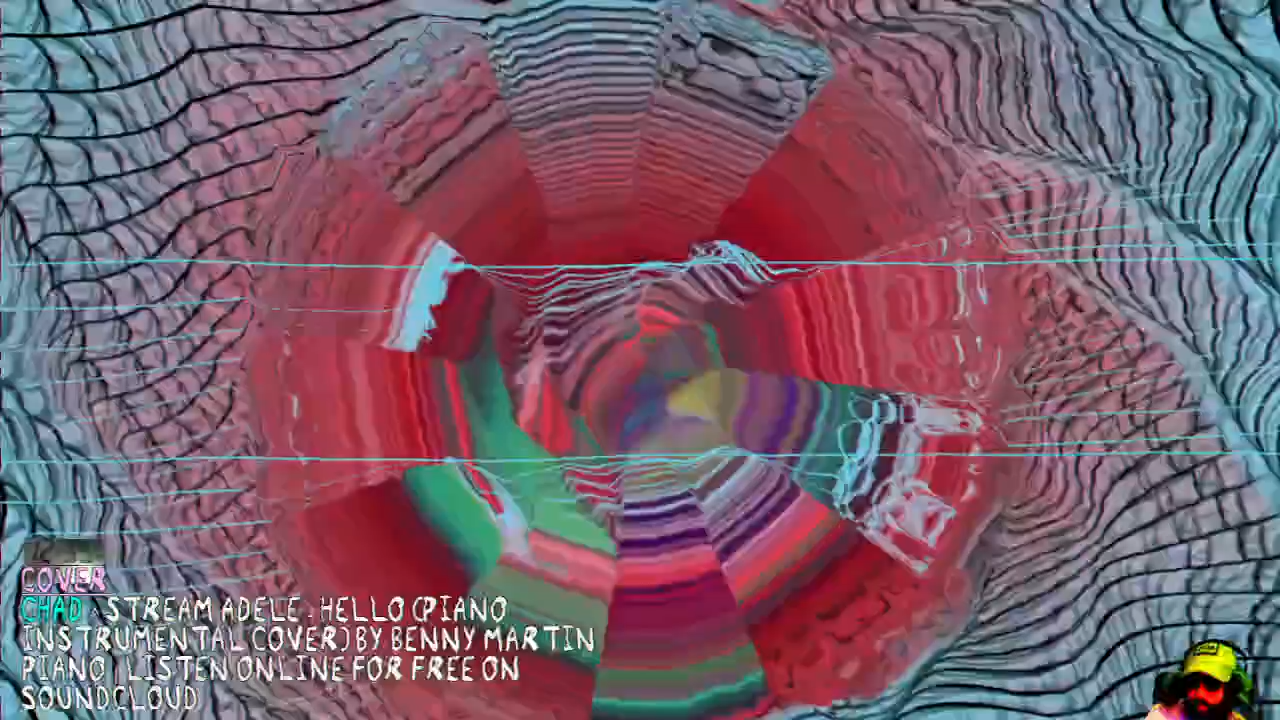 COVER
CHAD STREAM ADELE - HELLO (PIANO
INSTRUMENTAL COVER) BY BENNY MARTIN
PIANO LISTEN ONLINE FOR FREE ON
SOUNDCLOUD